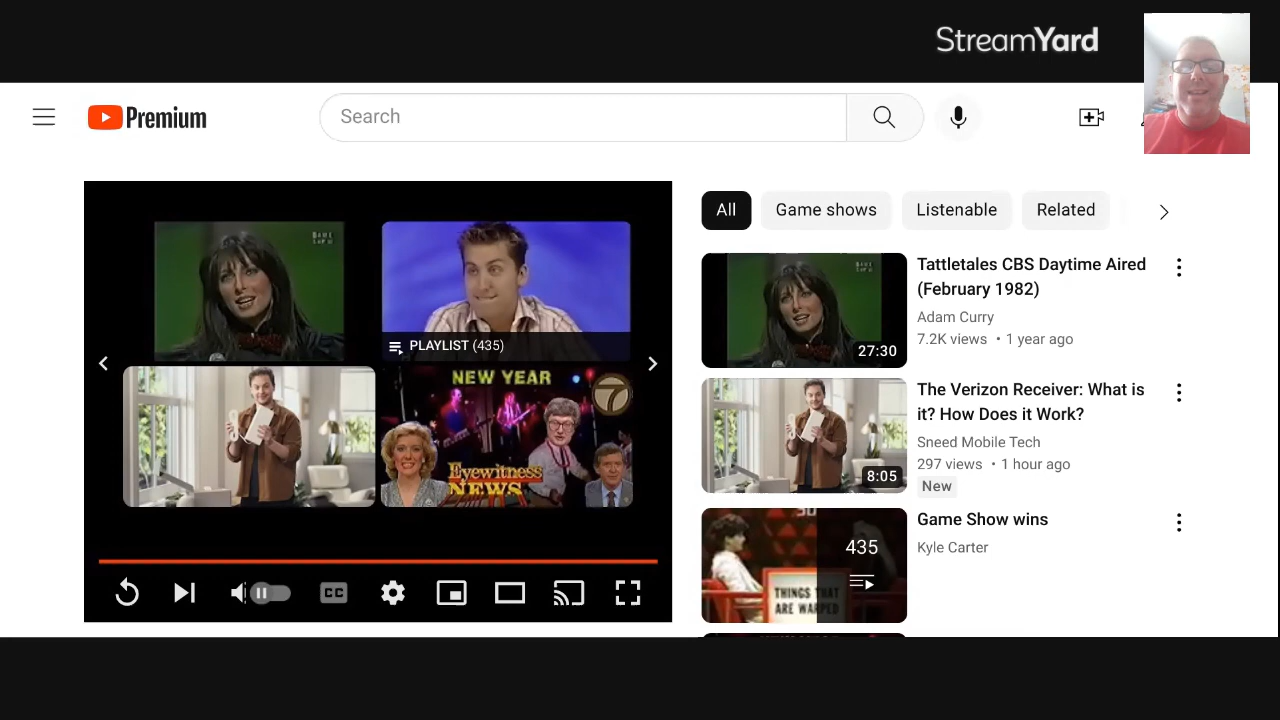 StreamYard
Premium
Search
All
Game shows
Listenable
Related
PLAYLIST (435)
NEW YEAR
7
Eyewitness
NEWS
CC
Tattletales CBS Daytime Aired
(February 1982)
Adam Curry
7.2K views • 1 year ago
27:30
The Verizon Receiver: What is
it? How Does it Work?
Sneed Mobile Tech
297 views • 1 hour ago
New
8:05
Game Show wins
Kyle Carter
435
THINGS THAT
ARE WARPED